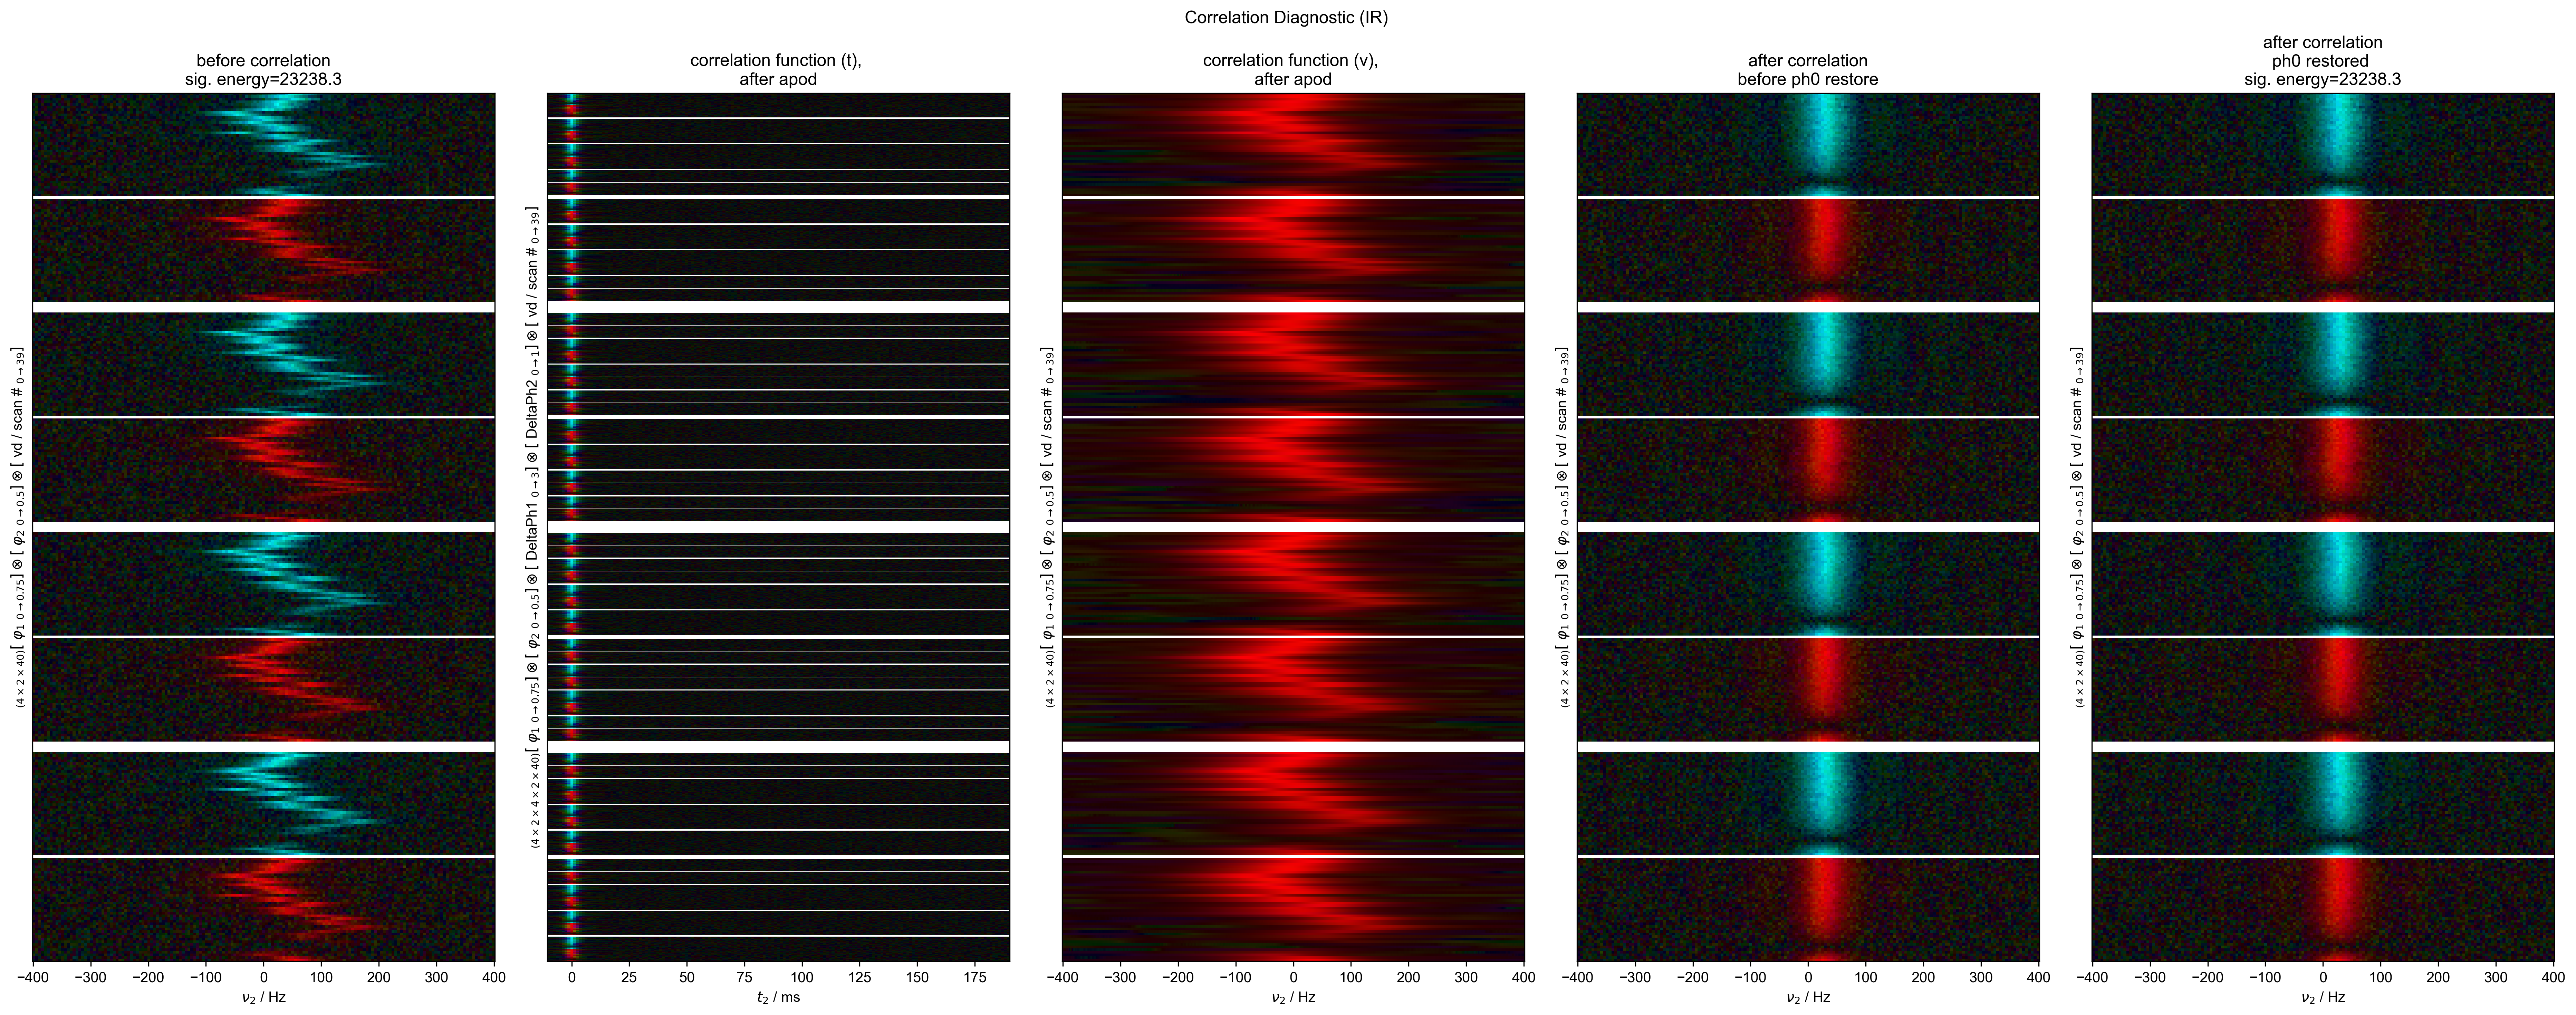 Correlation Diagnostic (IR)
before correlation
sig. energy=23238.3
correlation function (t),
after apod
correlation function (v),
after apod
after correlation
before ph0 restore
after correlation
ph0 restored
sig. energy=23238.3
(4×2×40)[ φ1 0→0.75] ⊗ [ φ2 0→0.5] ⊗ [ vd / scan # 0→39]
−400 −300 −200 −100 0 100 200 300 400
ν2 / Hz
(4×2×4×2×40)[ φ1 0→0.75] ⊗ [ φ2 0→0.5] ⊗ [ DeltaPh1 0→3] ⊗ [ DeltaPh2 0→1] ⊗ [ vd / scan # 0→39]
0 25 50 75 100 125 150 175
t2 / ms
(4×2×40)[ φ1 0→0.75] ⊗ [ φ2 0→0.5] ⊗ [ vd / scan # 0→39]
−400 −300 −200 −100 0 100 200 300 400
ν2 / Hz
(4×2×40)[ φ1 0→0.75] ⊗ [ φ2 0→0.5] ⊗ [ vd / scan # 0→39]
−400 −300 −200 −100 0 100 200 300 400
ν2 / Hz
(4×2×40)[ φ1 0→0.75] ⊗ [ φ2 0→0.5] ⊗ [ vd / scan # 0→39]
−400 −300 −200 −100 0 100 200 300 400
ν2 / Hz